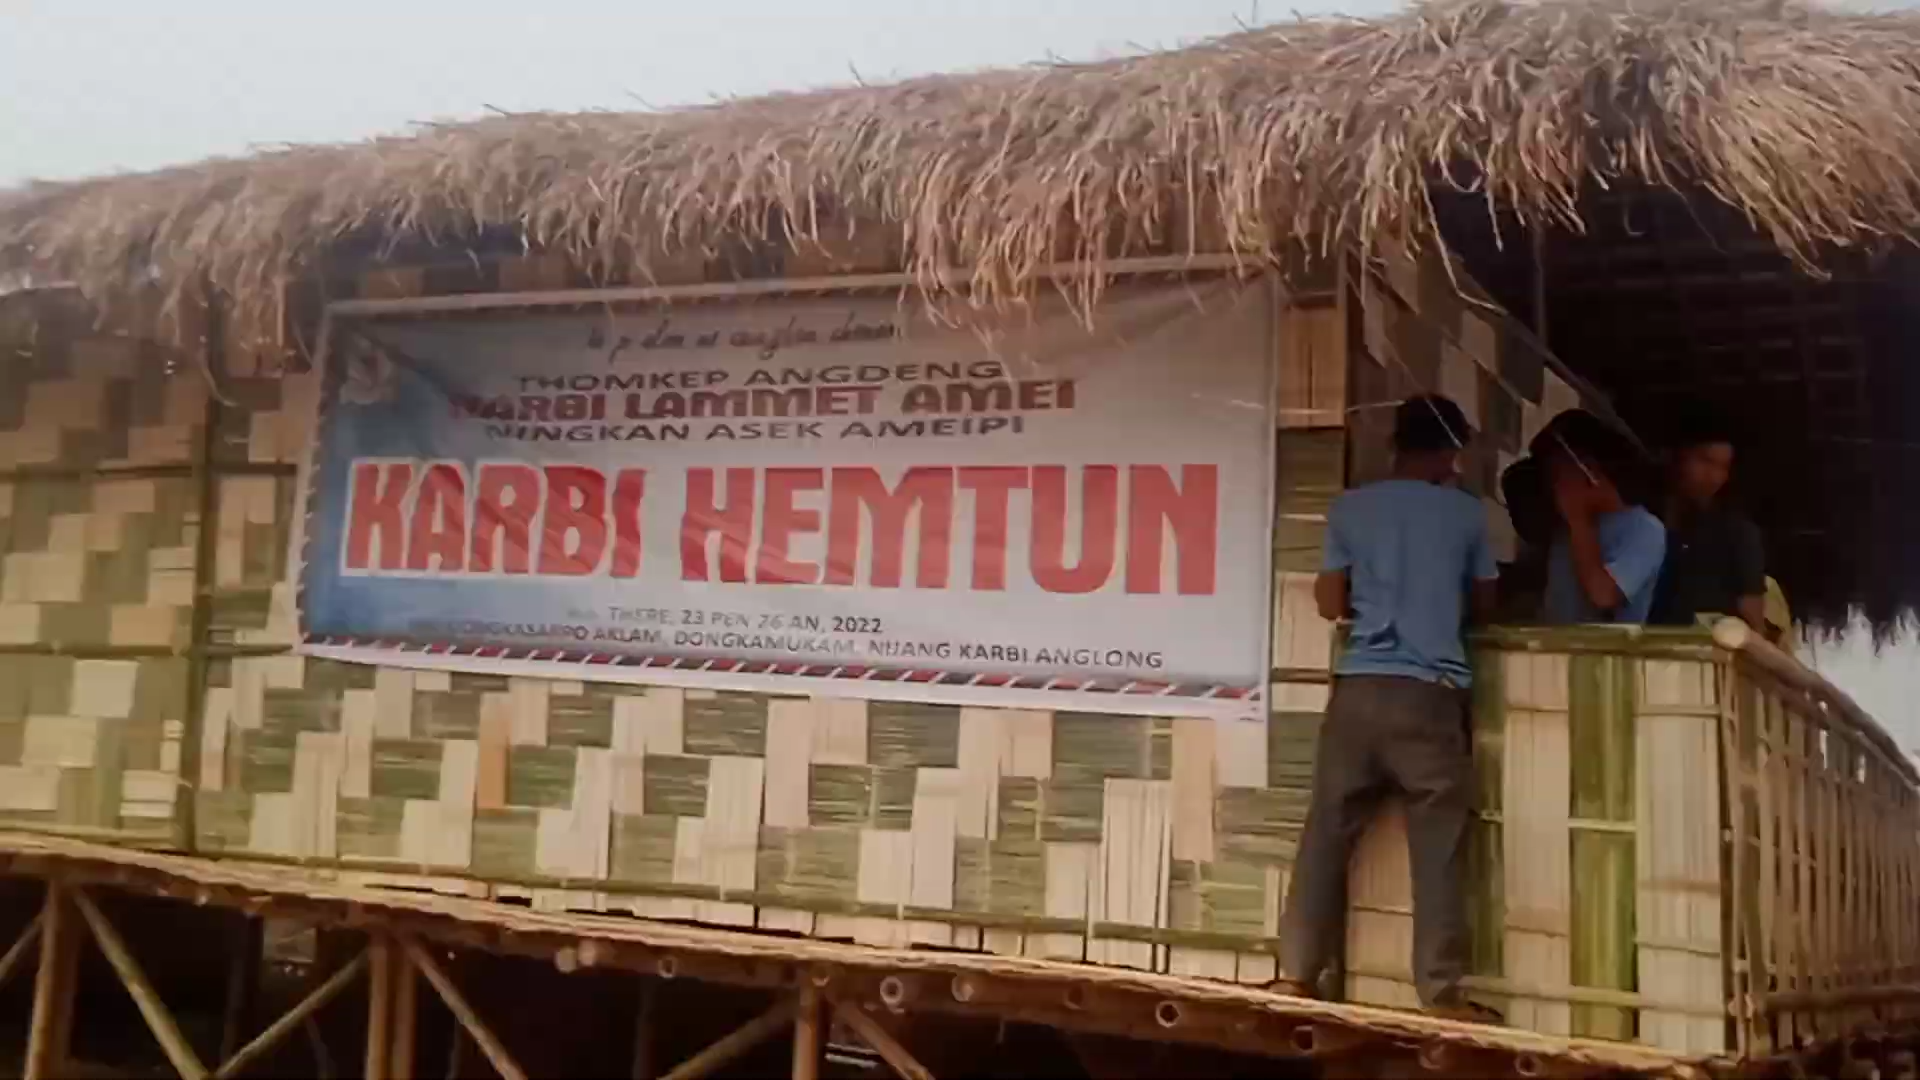 THOMKEP ANGDENG
KARBI LAMMET AMEI
NINGKAN ASEK AMEIPI
KARBI HEMTUN
THERE, 23 PEN 26 AN, 2022
AKLAM, DONGKAMUKAM, NIJANG KARBI ANGLONG